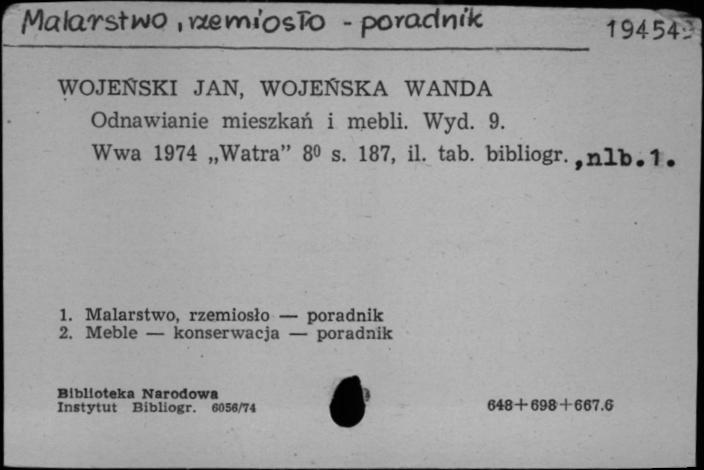 Malarstwo, rzemiosło - poradnik
19454
WOJEŃSKI JAN, WOJEŃSKA WANDA
Odnawianie mieszkań i mebli. Wyd. 9.
Wwa 1974 „Watra” 8⁰ s. 187, il. tab. bibliogr. ,nlb.1.
1. Malarstwo, rzemiosło — poradnik
2. Meble — konserwacja — poradnik
Biblioteka Narodowa
Instytut Bibliogr. 6056/74
648+698+667.6